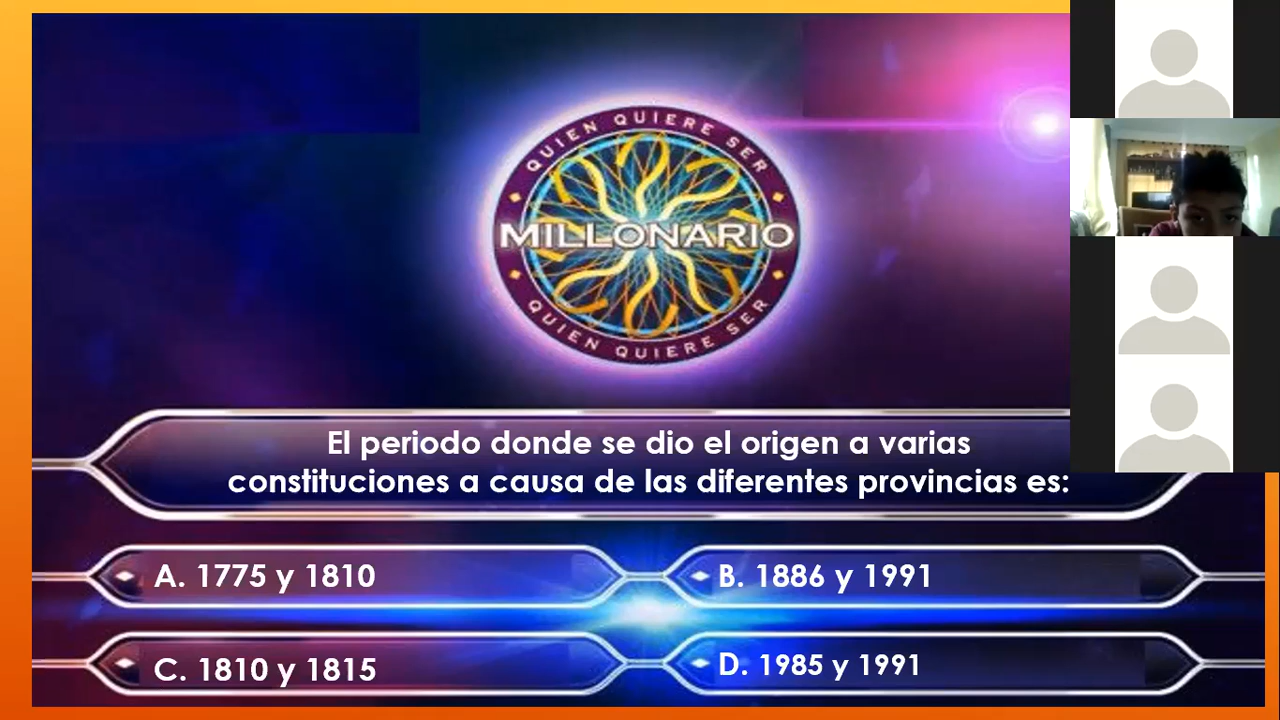 QUIEN QUIERE SER
MILLONARIO
QUIEN QUIERE SER
El periodo donde se dio el origen a varias
constituciones a causa de las diferentes provincias es:
A. 1775 y 1810
B. 1886 y 1991
C. 1810 y 1815
D. 1985 y 1991